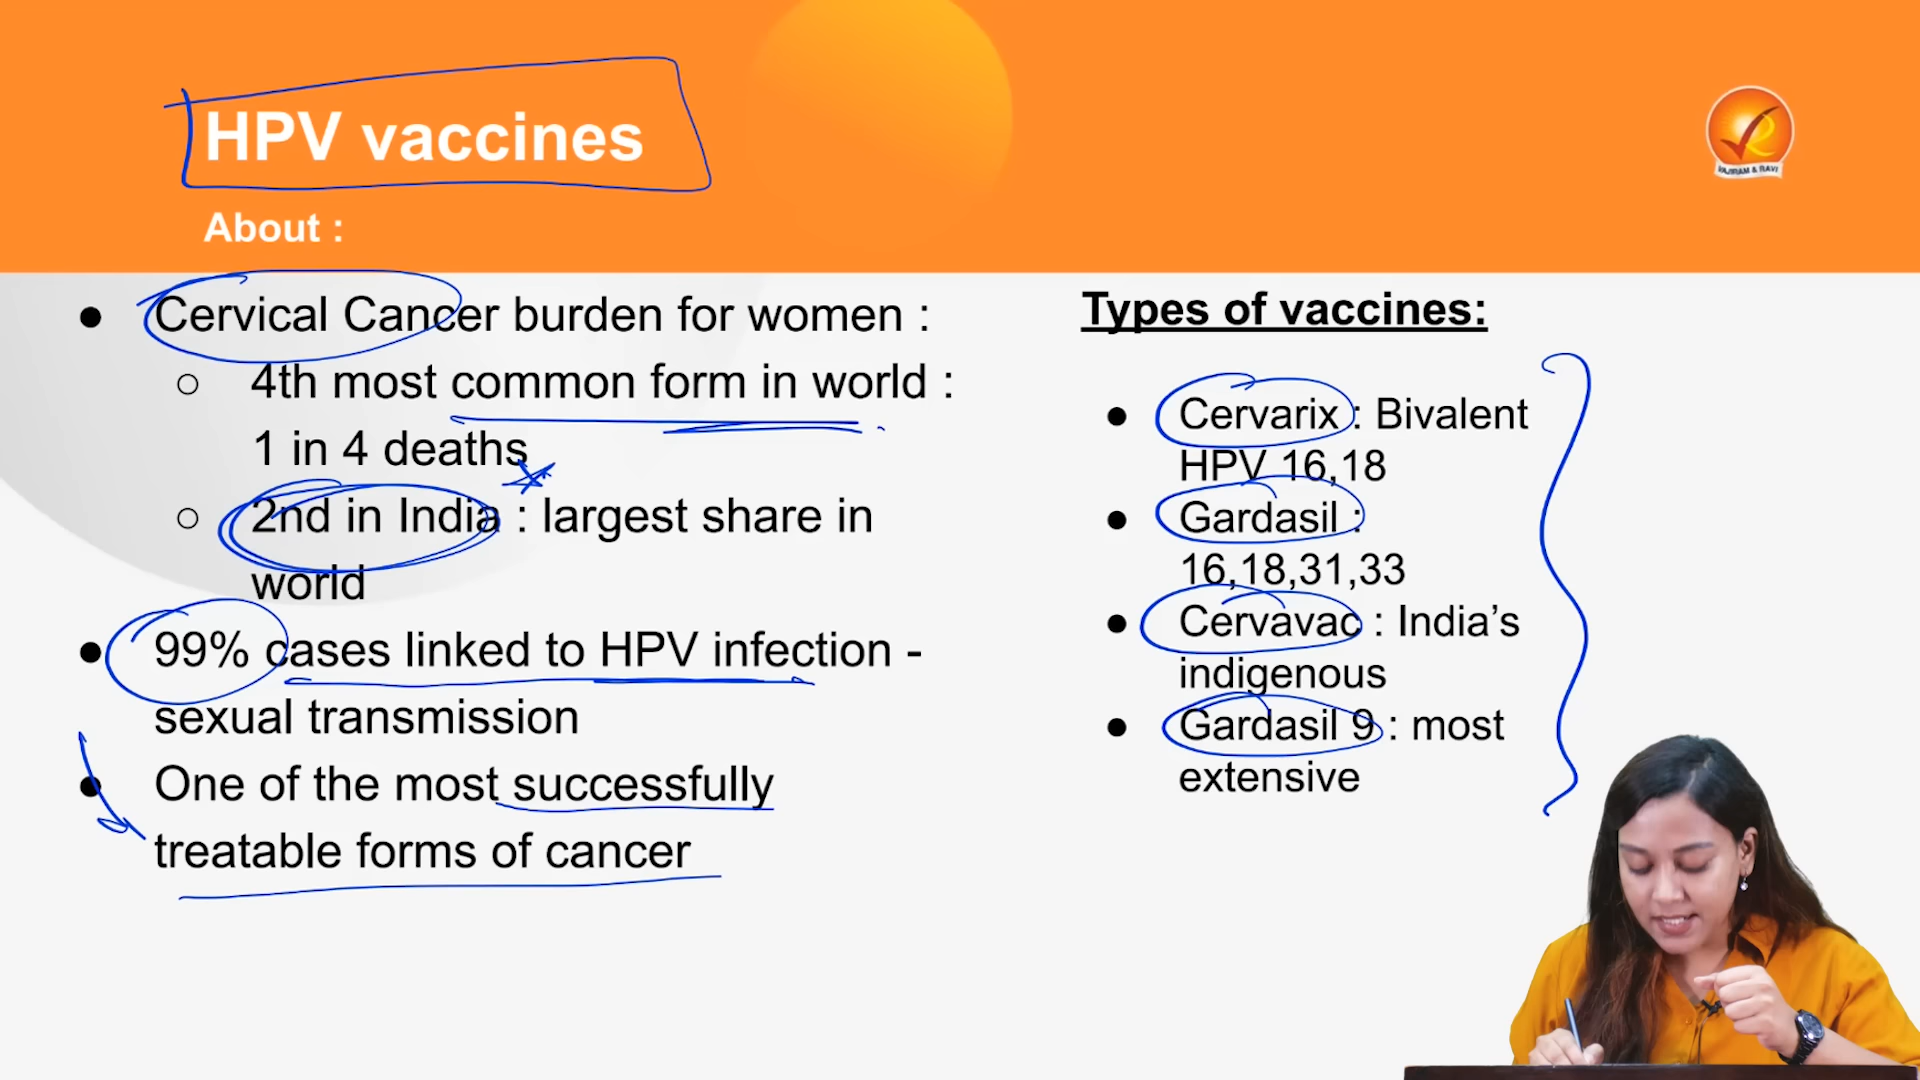 HPV vaccines
About :
Cervical Cancer burden for women :
4th most common form in world :
1 in 4 deaths
2nd in India : largest share in
world
99% cases linked to HPV infection -
sexual transmission
One of the most successfully
treatable forms of cancer
Types of vaccines:
Cervarix : Bivalent
HPV 16,18
Gardasil :
16,18,31,33
Cervavac : India’s
indigenous
Gardasil 9 : most
extensive
VAJIRAM & RAVI